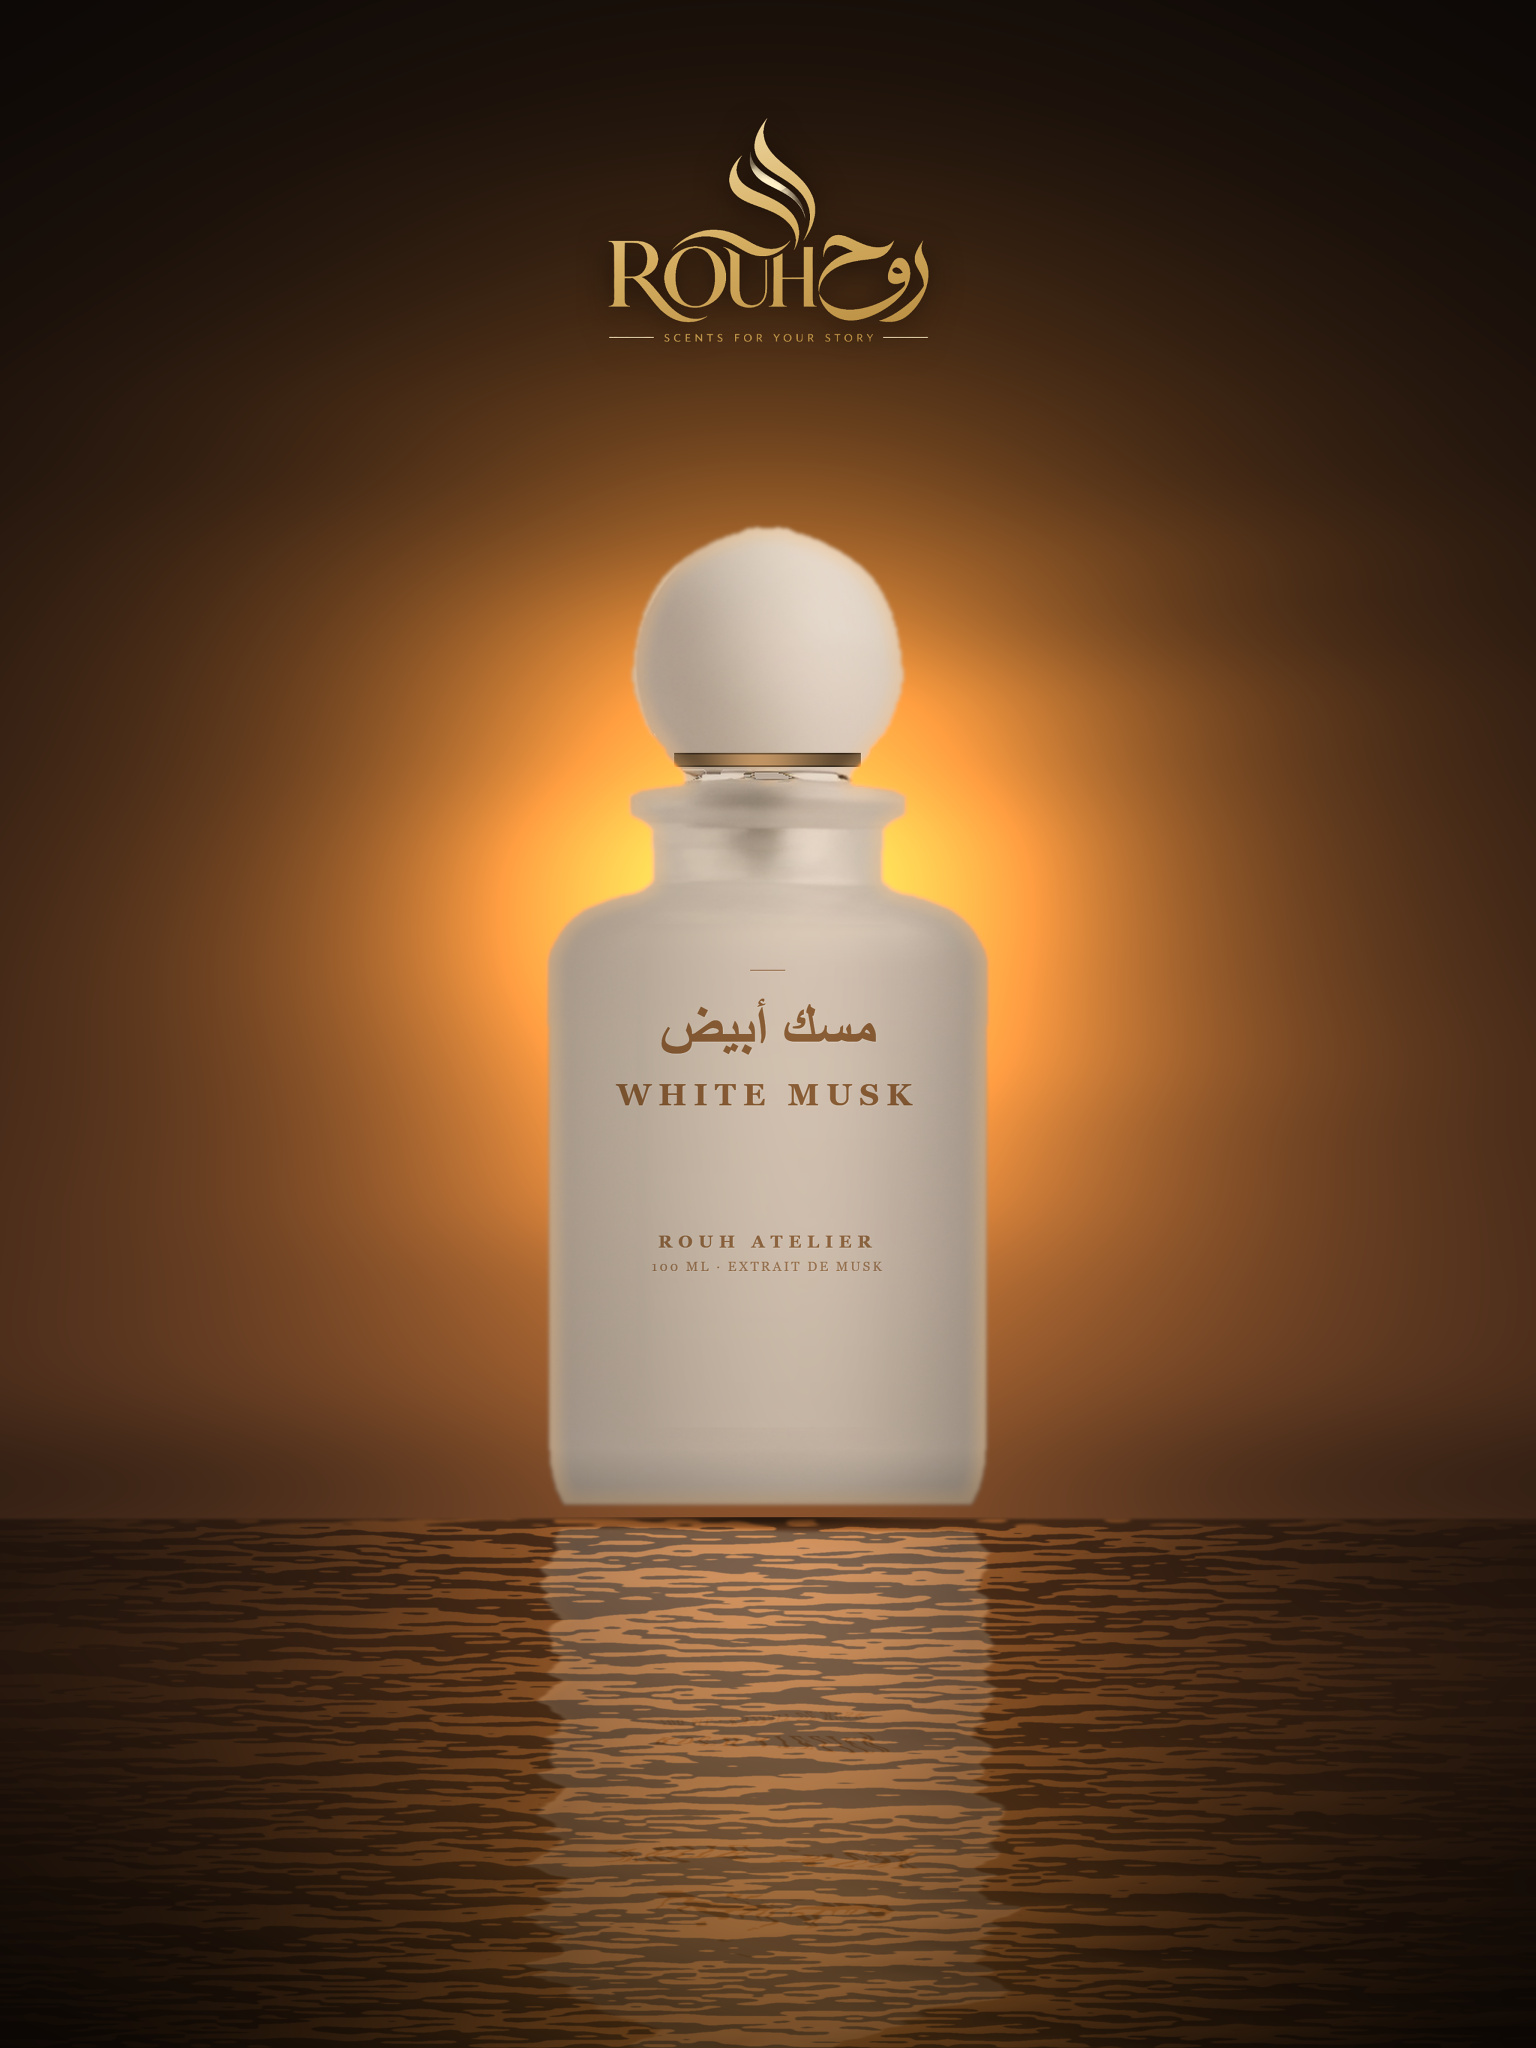 ROUH روح
SCENTS FOR YOUR STORY
مسك أبيض
WHITE MUSK
ROUH ATELIER
100 ML · EXTRAIT DE MUSK